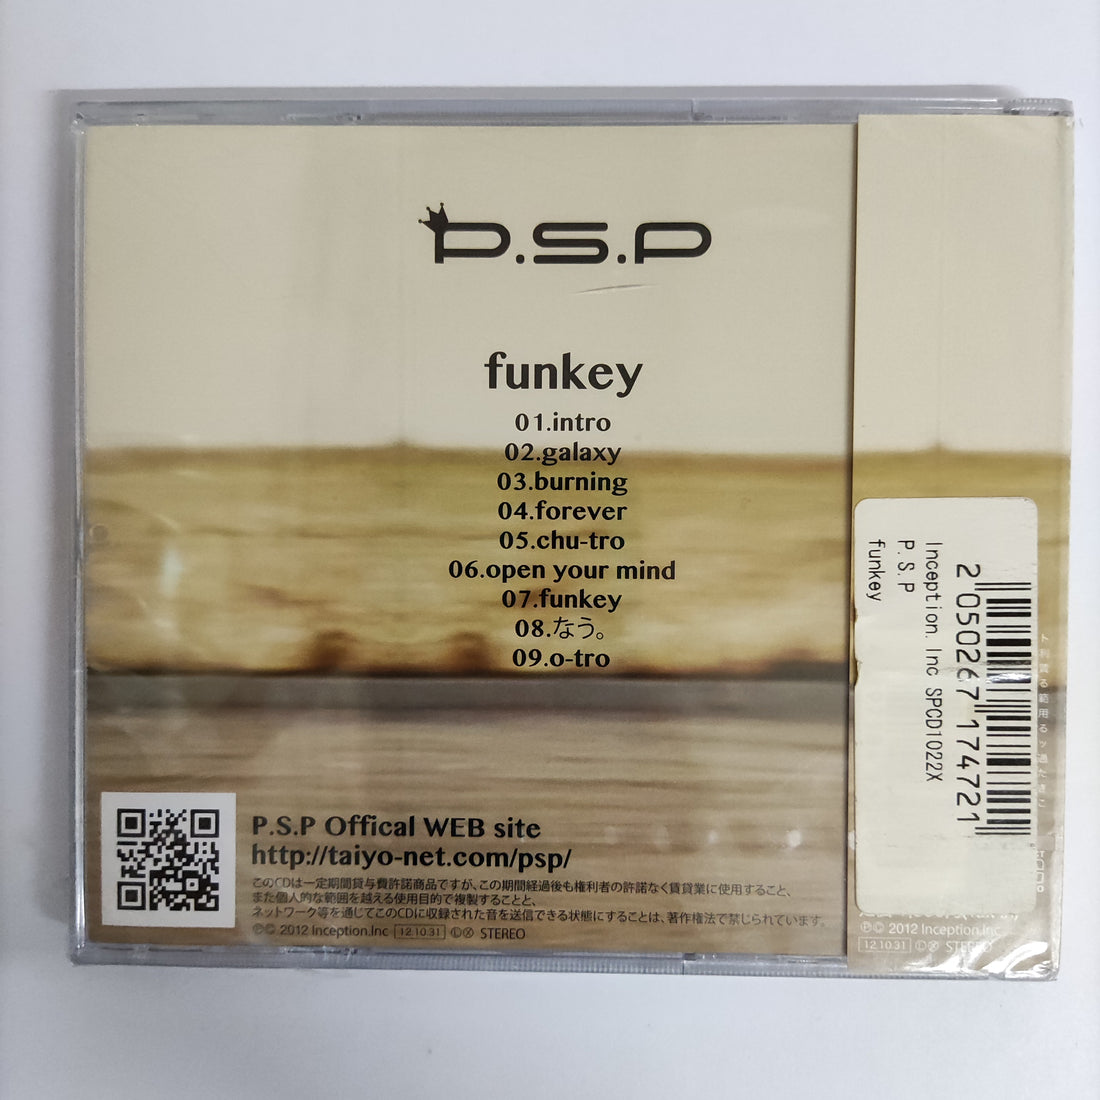 P.S.P
funkey
01.intro
02.galaxy
03.burning
04.forever
05.chu-tro
06.open your mind
07.funkey
08.なう。
09.o-tro
P.S.P Offical WEB site
http://taiyo-net.com/psp/
このCDは一定期間貸与費許諾商品ですが、この期間経過後も権利者の許諾なく賃貸業に使用すること、
また個人的な範囲を越える使用目的で複製することと、
ネットワーク等を通じてこのCDに収録された音を送信できる状態にすることは、著作権法で禁じられています。
℗© 2012 Inception.Inc 12.10.31 STEREO
2 050267 174721
Inception. Inc SPCD1022X
P.S.P
funkey
℗© 2012 Inception.Inc
12.10.31 STEREO